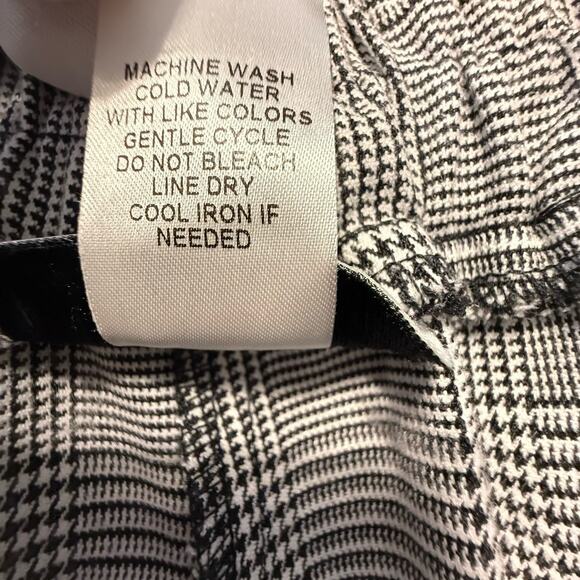 MACHINE WASH
COLD WATER
WITH LIKE COLORS
GENTLE CYCLE
DO NOT BLEACH
LINE DRY
COOL IRON IF
NEEDED